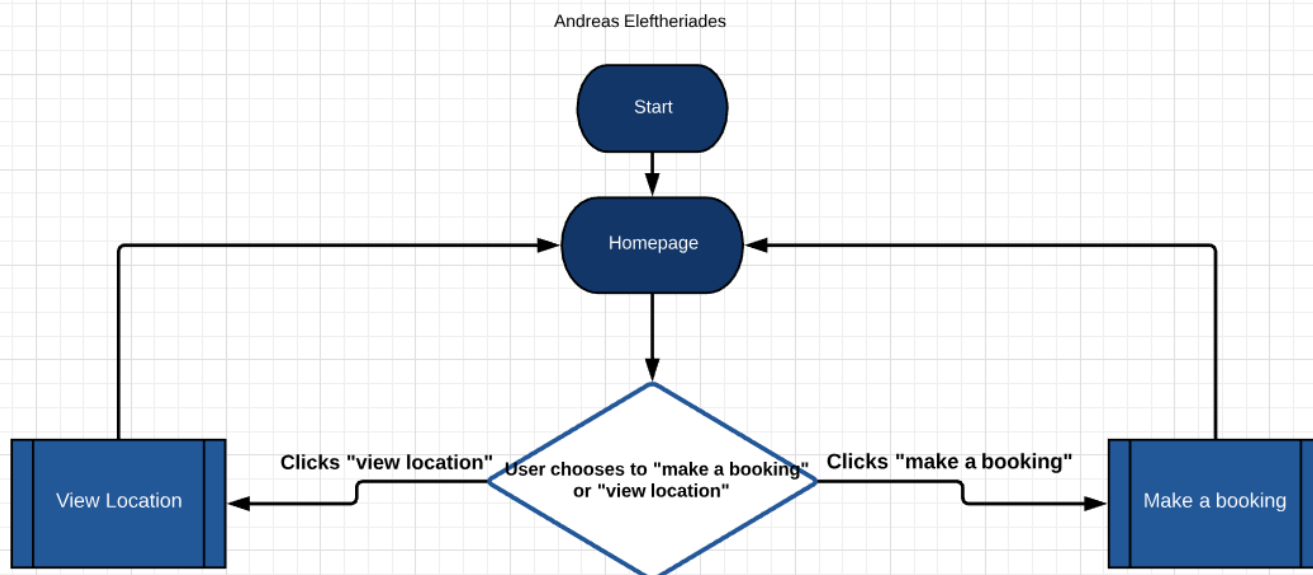 Andreas Eleftheriades
Start
Homepage
Clicks "view location"
User chooses to "make a booking"
or "view location"
Clicks "make a booking"
View Location
Make a booking